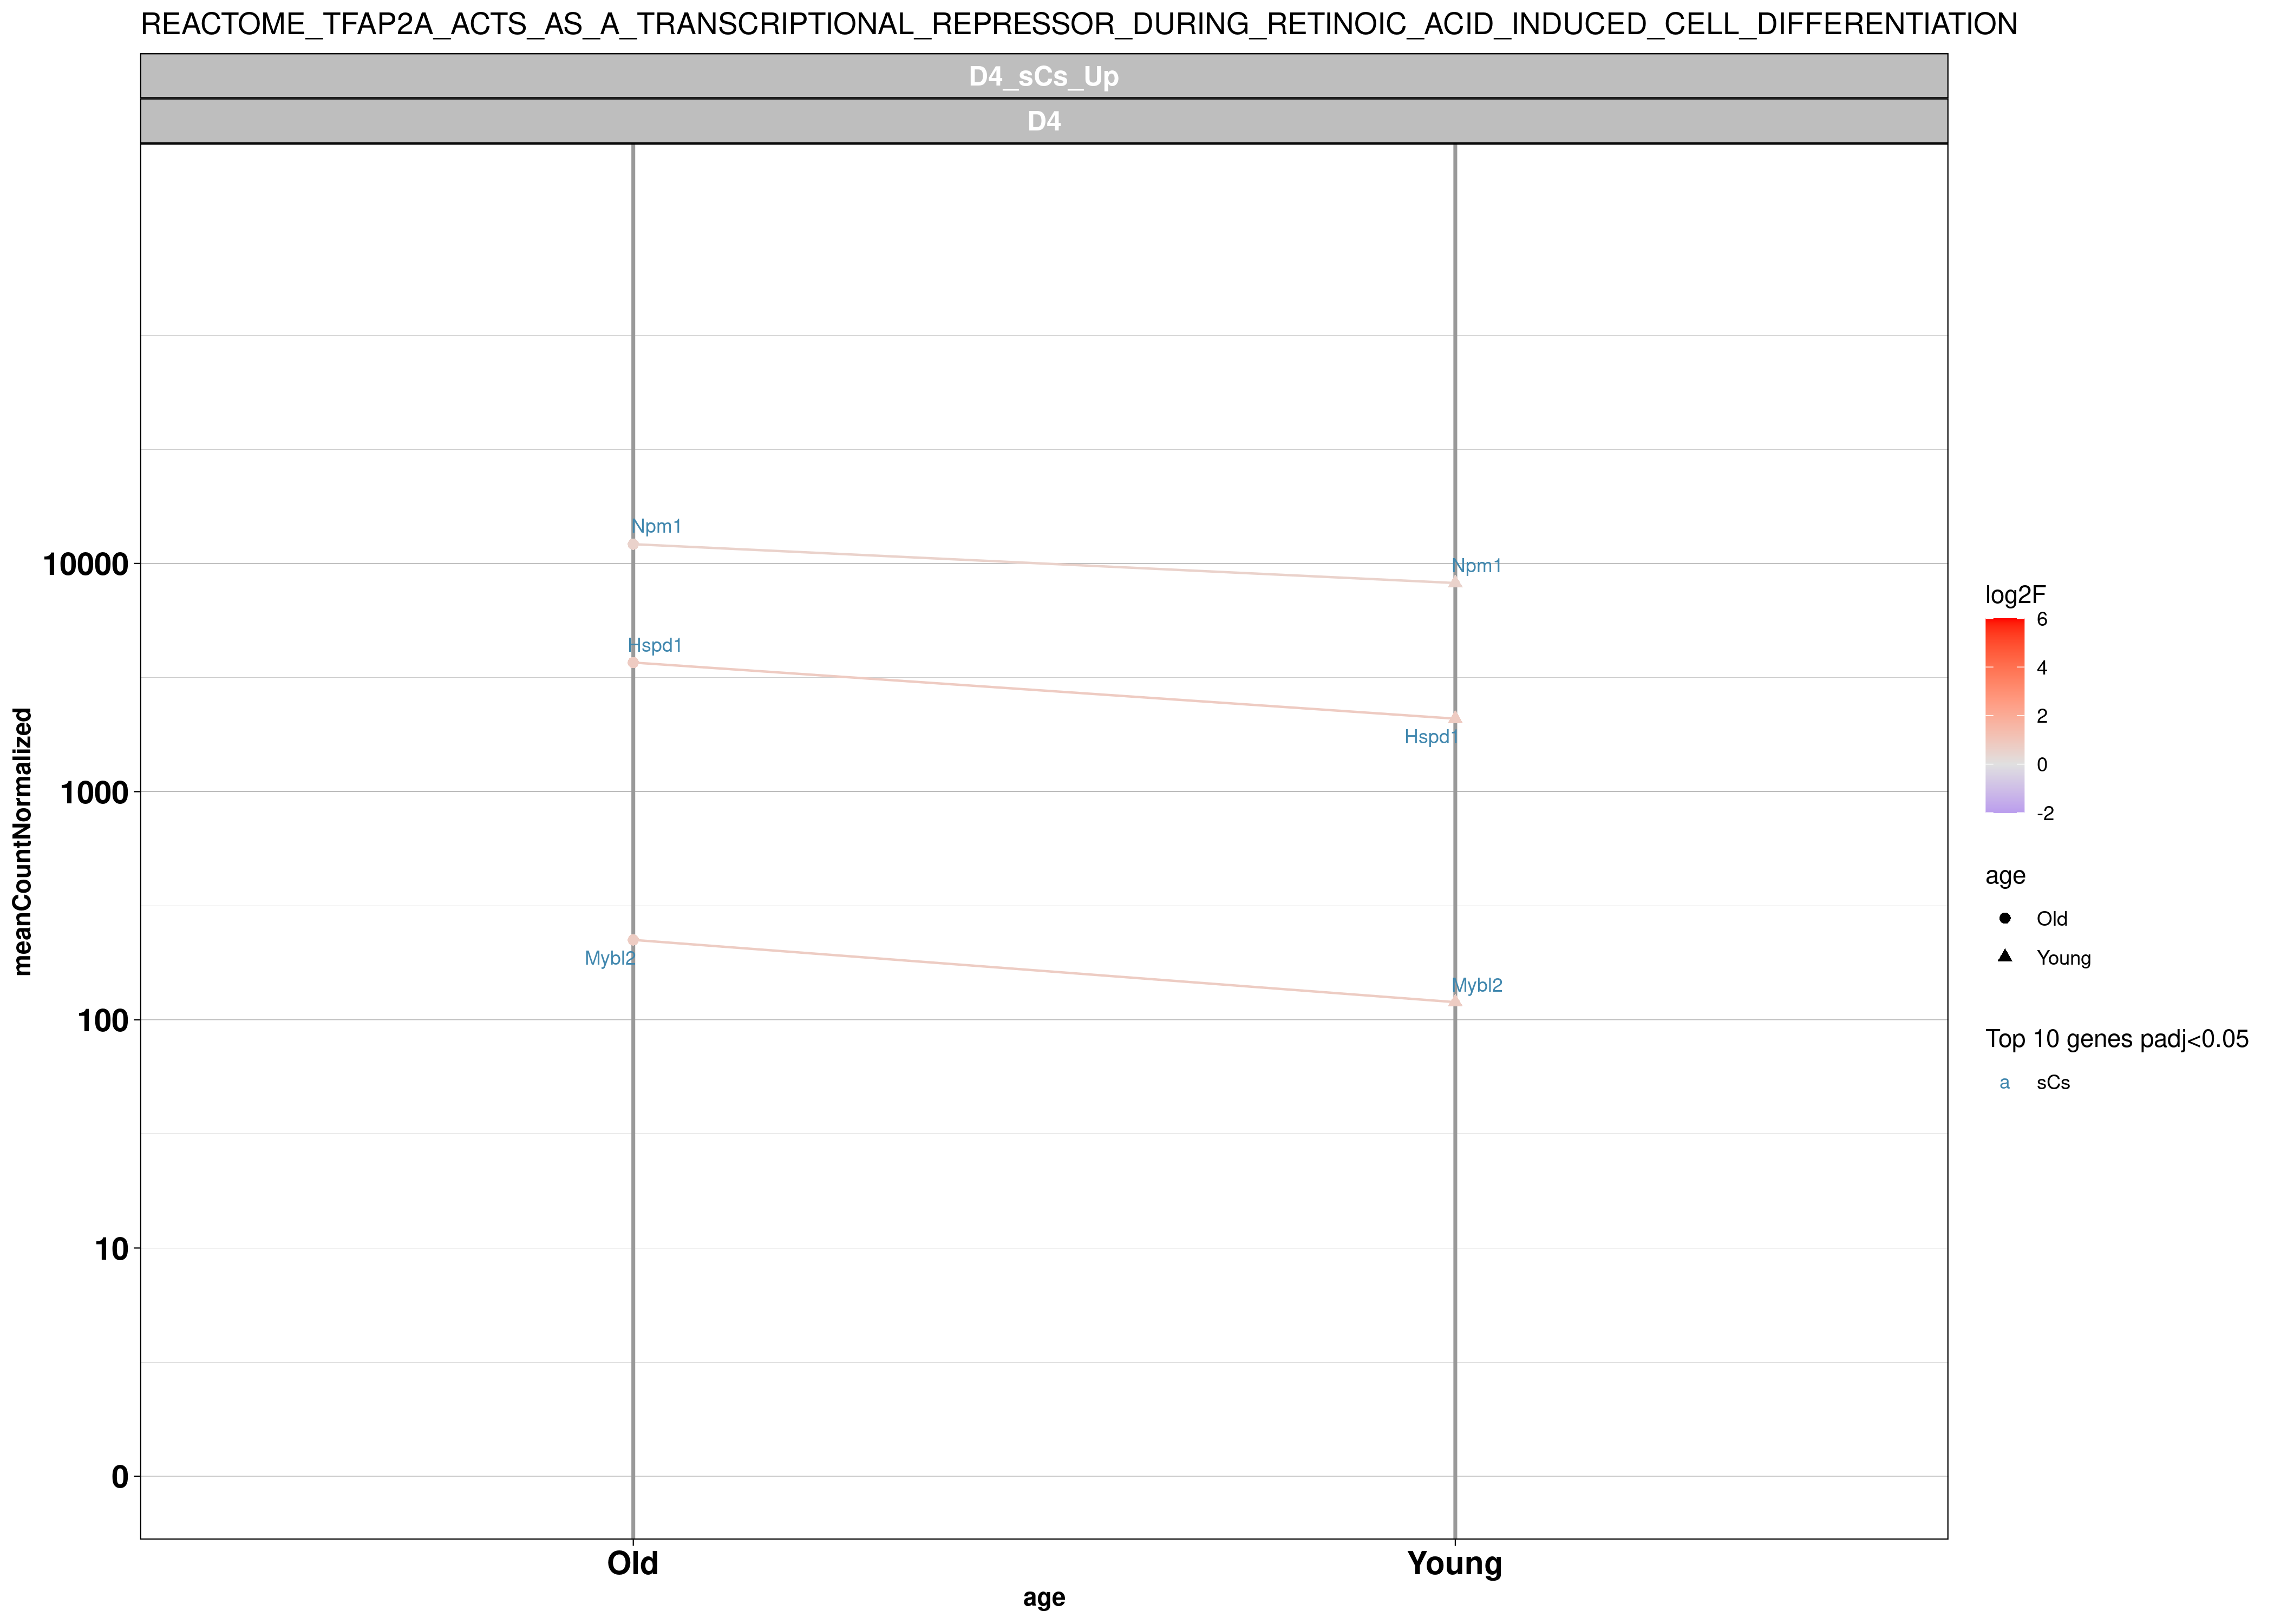 REACTOME_TFAP2A_ACTS_AS_A_TRANSCRIPTIONAL_REPRESSOR_DURING_RETINOIC_ACID_INDUCED_CELL_DIFFERENTIATION
D4_sCs_Up
D4
meanCountNormalized
10000
1000
100
10
0
Npm1
Npm1
Hspd1
Hspd1
Mybl2
Mybl2
Old
Young
age
log2F
6
4
2
0
-2
age
Old
Young
Top 10 genes padj<0.05
a sCs